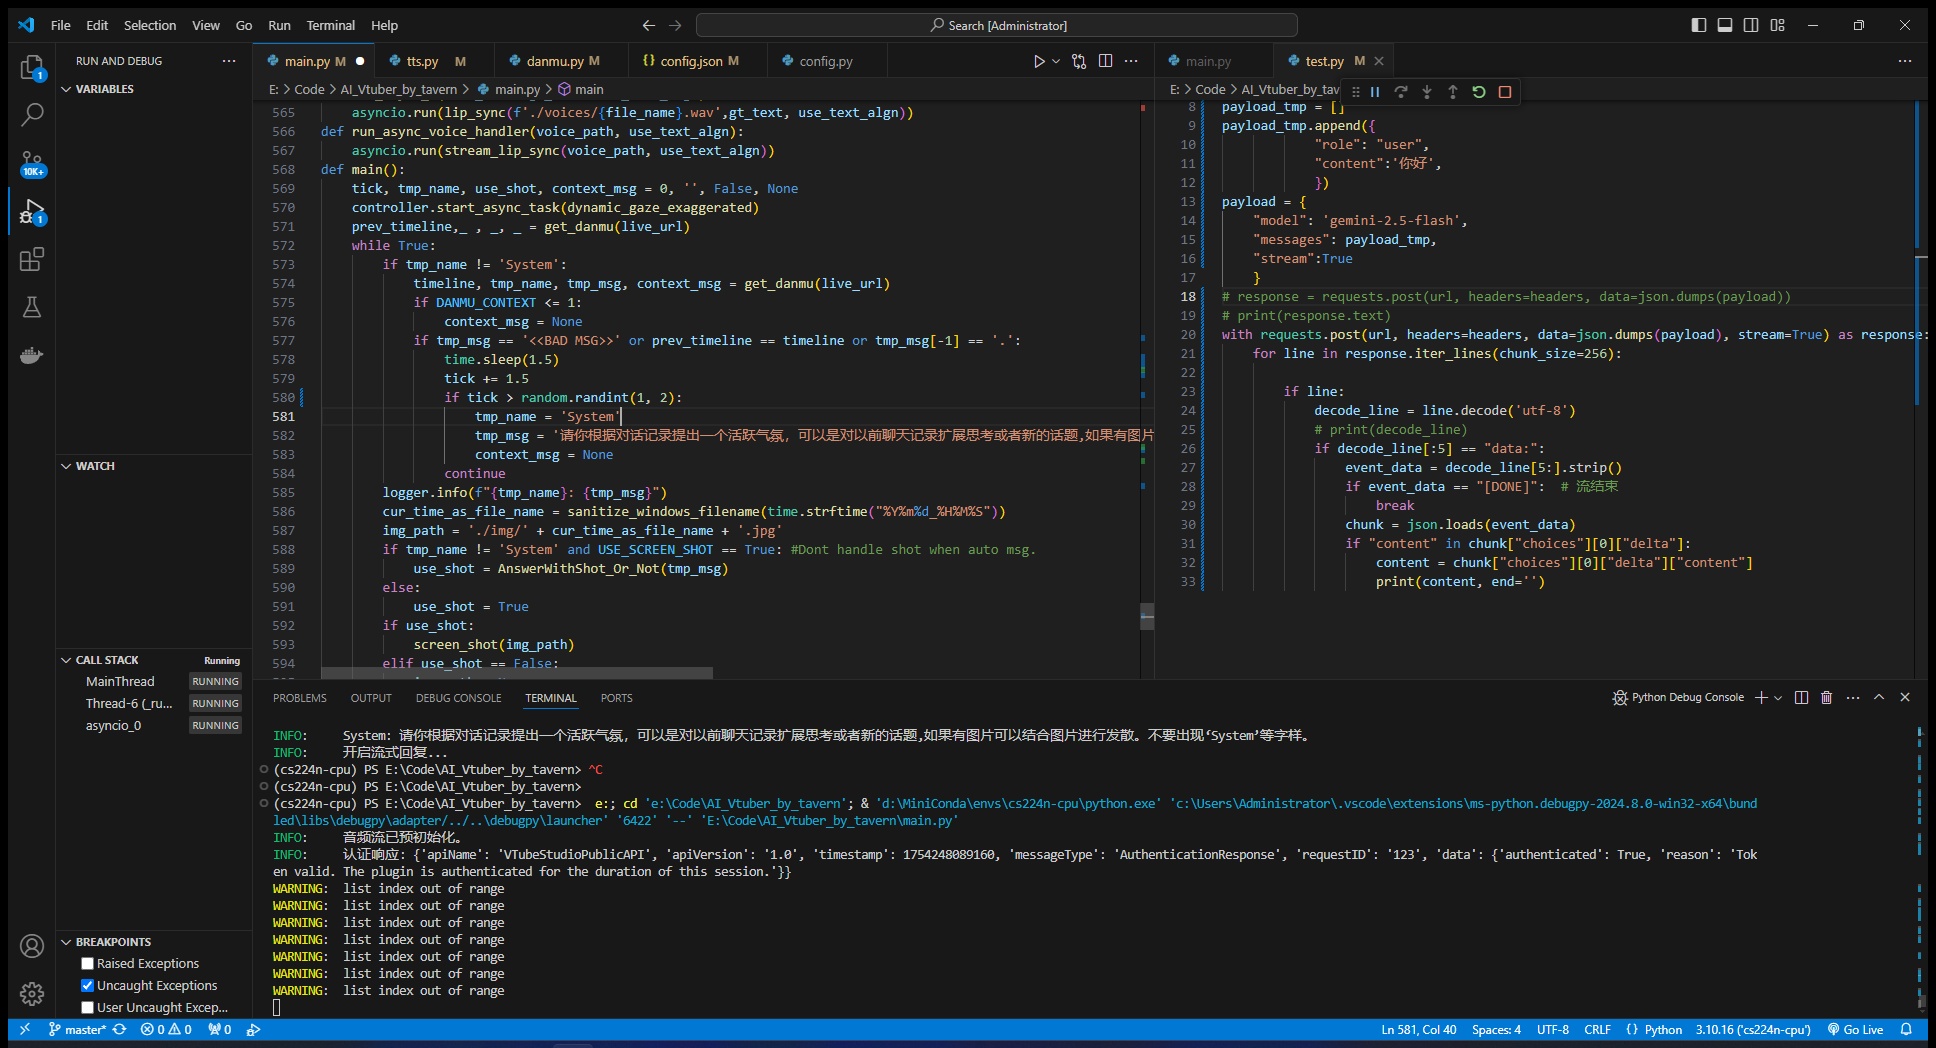 File Edit Selection View Go Run Terminal Help
Search [Administrator]
RUN AND DEBUG
main.py M tts.py M danmu.py M config.json M config.py
main.py test.py M
1
10K+
1
VARIABLES
WATCH
CALL STACK Running
MainThread RUNNING
Thread-6 (_ru... RUNNING
asyncio_0 RUNNING
BREAKPOINTS
Raised Exceptions
Uncaught Exceptions
User Uncaught Excep...
E: > Code > AI_Vtuber_by_tavern > main.py > main
565 asyncio.run(lip_sync(f'./voices/{file_name}.wav',gt_text, use_text_algn))
566 def run_async_voice_handler(voice_path, use_text_algn):
567 asyncio.run(stream_lip_sync(voice_path, use_text_algn))
568 def main():
569 tick, tmp_name, use_shot, context_msg = 0, '', False, None
570 controller.start_async_task(dynamic_gaze_exaggerated)
571 prev_timeline,_ , _, _ = get_danmu(live_url)
572 while True:
573 if tmp_name != 'System':
574 timeline, tmp_name, tmp_msg, context_msg = get_danmu(live_url)
575 if DANMU_CONTEXT <= 1:
576 context_msg = None
577 if tmp_msg == '<<BAD MSG>>' or prev_timeline == timeline or tmp_msg[-1] == '.':
578 time.sleep(1.5)
579 tick += 1.5
580 if tick > random.randint(1, 2):
581 tmp_name = 'System'
582 tmp_msg = '请你根据对话记录提出一个活跃气氛，可以是对以前聊天记录扩展思考或者新的话题,如果有图片
583 context_msg = None
584 continue
585 logger.info(f"{tmp_name}: {tmp_msg}")
586 cur_time_as_file_name = sanitize_windows_filename(time.strftime("%Y%m%d_%H%M%S"))
587 img_path = './img/' + cur_time_as_file_name + '.jpg'
588 if tmp_name != 'System' and USE_SCREEN_SHOT == True: #Dont handle shot when auto msg.
589 use_shot = AnswerWithShot_Or_Not(tmp_msg)
590 else:
591 use_shot = True
592 if use_shot:
593 screen_shot(img_path)
594 elif use_shot == False:
E: > Code > AI_Vtuber_by_tav
8 payload_tmp = []
9 payload_tmp.append({
10 "role": "user",
11 "content":'你好',
12 })
13 payload = {
14 "model": 'gemini-2.5-flash',
15 "messages": payload_tmp,
16 "stream":True
17 }
18 # response = requests.post(url, headers=headers, data=json.dumps(payload))
19 # print(response.text)
20 with requests.post(url, headers=headers, data=json.dumps(payload), stream=True) as response:
21 for line in response.iter_lines(chunk_size=256):
22
23 if line:
24 decode_line = line.decode('utf-8')
25 # print(decode_line)
26 if decode_line[:5] == "data:":
27 event_data = decode_line[5:].strip()
28 if event_data == "[DONE]": # 流结束
29 break
30 chunk = json.loads(event_data)
31 if "content" in chunk["choices"][0]["delta"]:
32 content = chunk["choices"][0]["delta"]["content"]
33 print(content, end='')
PROBLEMS OUTPUT DEBUG CONSOLE TERMINAL PORTS
Python Debug Console
INFO: System: 请你根据对话记录提出一个活跃气氛，可以是对以前聊天记录扩展思考或者新的话题,如果有图片可以结合图片进行发散。不要出现‘System’等字样。
INFO: 开启流式回复...
(cs224n-cpu) PS E:\Code\AI_Vtuber_by_tavern> ^C
(cs224n-cpu) PS E:\Code\AI_Vtuber_by_tavern>
(cs224n-cpu) PS E:\Code\AI_Vtuber_by_tavern> e:; cd 'e:\Code\AI_Vtuber_by_tavern'; & 'd:\MiniConda\envs\cs224n-cpu\python.exe' 'c:\Users\Administrator\.vscode\extensions\ms-python.debugpy-2024.8.0-win32-x64\bund
led\libs\debugpy\adapter/../..\debugpy\launcher' '6422' '--' 'E:\Code\AI_Vtuber_by_tavern\main.py'
INFO: 音频流已预初始化。
INFO: 认证响应: {'apiName': 'VTubeStudioPublicAPI', 'apiVersion': '1.0', 'timestamp': 1754248089160, 'messageType': 'AuthenticationResponse', 'requestID': '123', 'data': {'authenticated': True, 'reason': 'Tok
en valid. The plugin is authenticated for the duration of this session.'}}
WARNING: list index out of range
WARNING: list index out of range
WARNING: list index out of range
WARNING: list index out of range
WARNING: list index out of range
WARNING: list index out of range
WARNING: list index out of range
master* 0 0 0 Ln 581, Col 40 Spaces: 4 UTF-8 CRLF {} Python 3.10.16 ('cs224n-cpu') Go Live